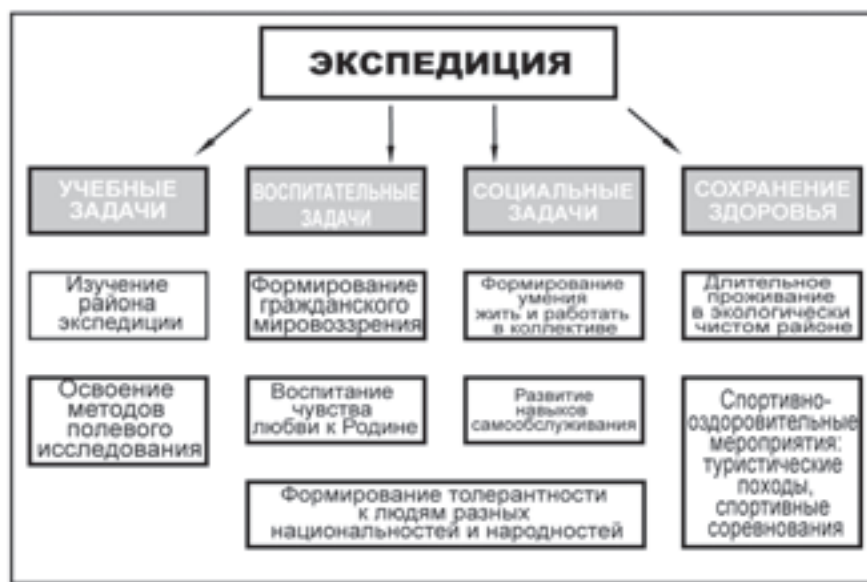 ЭКСПЕДИЦИЯ
УЧЕБНЫЕ
ЗАДАЧИ
ВОСПИТАТЕЛЬНЫЕ
ЗАДАЧИ
СОЦИАЛЬНЫЕ
ЗАДАЧИ
СОХРАНЕНИЕ
ЗДОРОВЬЯ
Изучение
района
экспедиции
Формирование
гражданского
мировоззрения
Формирование
умения
жить и работать
в коллективе
Длительное
проживание
в экологически
чистом районе
Освоение
методов
полевого
исследования
Воспитание
чувства
любви к Родине
Развитие
навыков
самообслуживания
Спортивно-
оздоровительные
мероприятия:
туристические
походы,
спортивные
соревнования
Формирование толерантности
к людям разных
национальностей и народностей